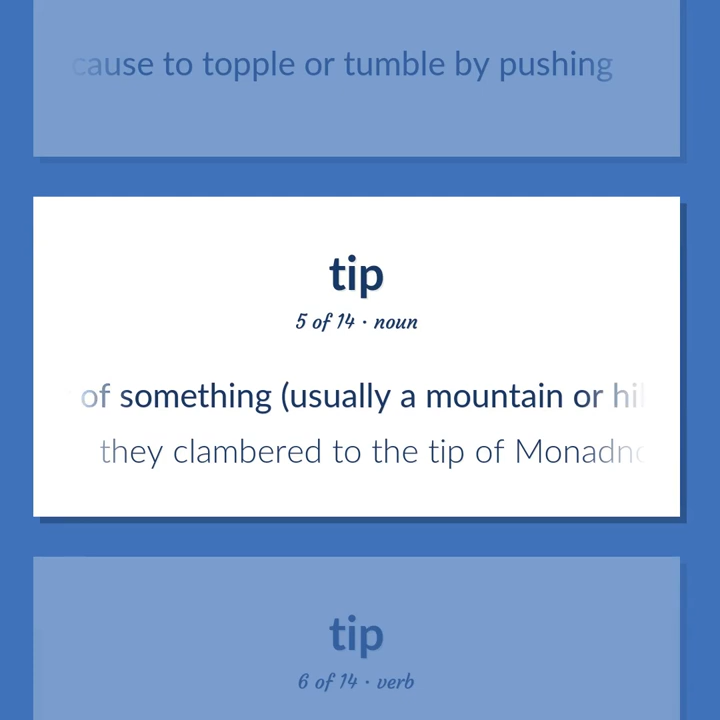 cause to topple or tumble by pushing
tip
5 of 14 · noun
of something (usually a mountain or
they clambered to the tip of
tip
6 of 14 · verb